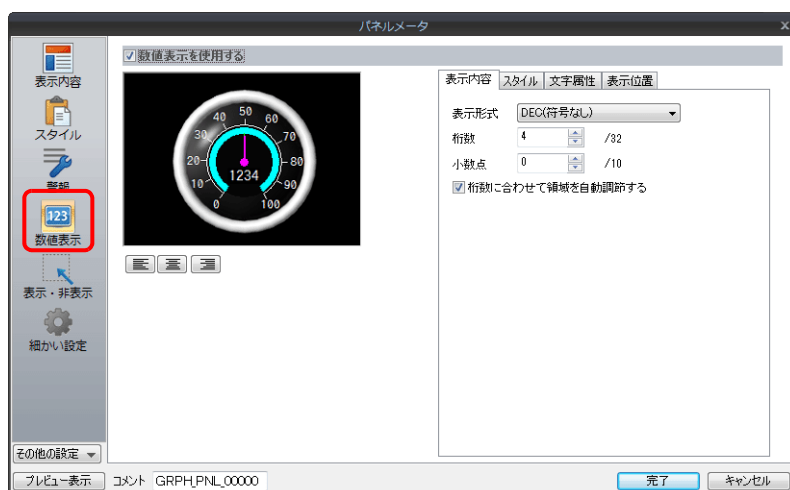 パネルメータ
x
表示内容
スタイル
警報
123
数値表示
表示・非表示
細かい設定
その他の設定
数値表示を使用する
0
10
20
30
40
50
60
70
80
90
100
1234
表示内容 スタイル 文字属性 表示位置
表示形式 DEC(符号なし)
桁数 4 /32
小数点 0 /10
桁数に合わせて領域を自動調節する
プレビュー表示 コメント GRPH_PNL_00000 完了 キャンセル